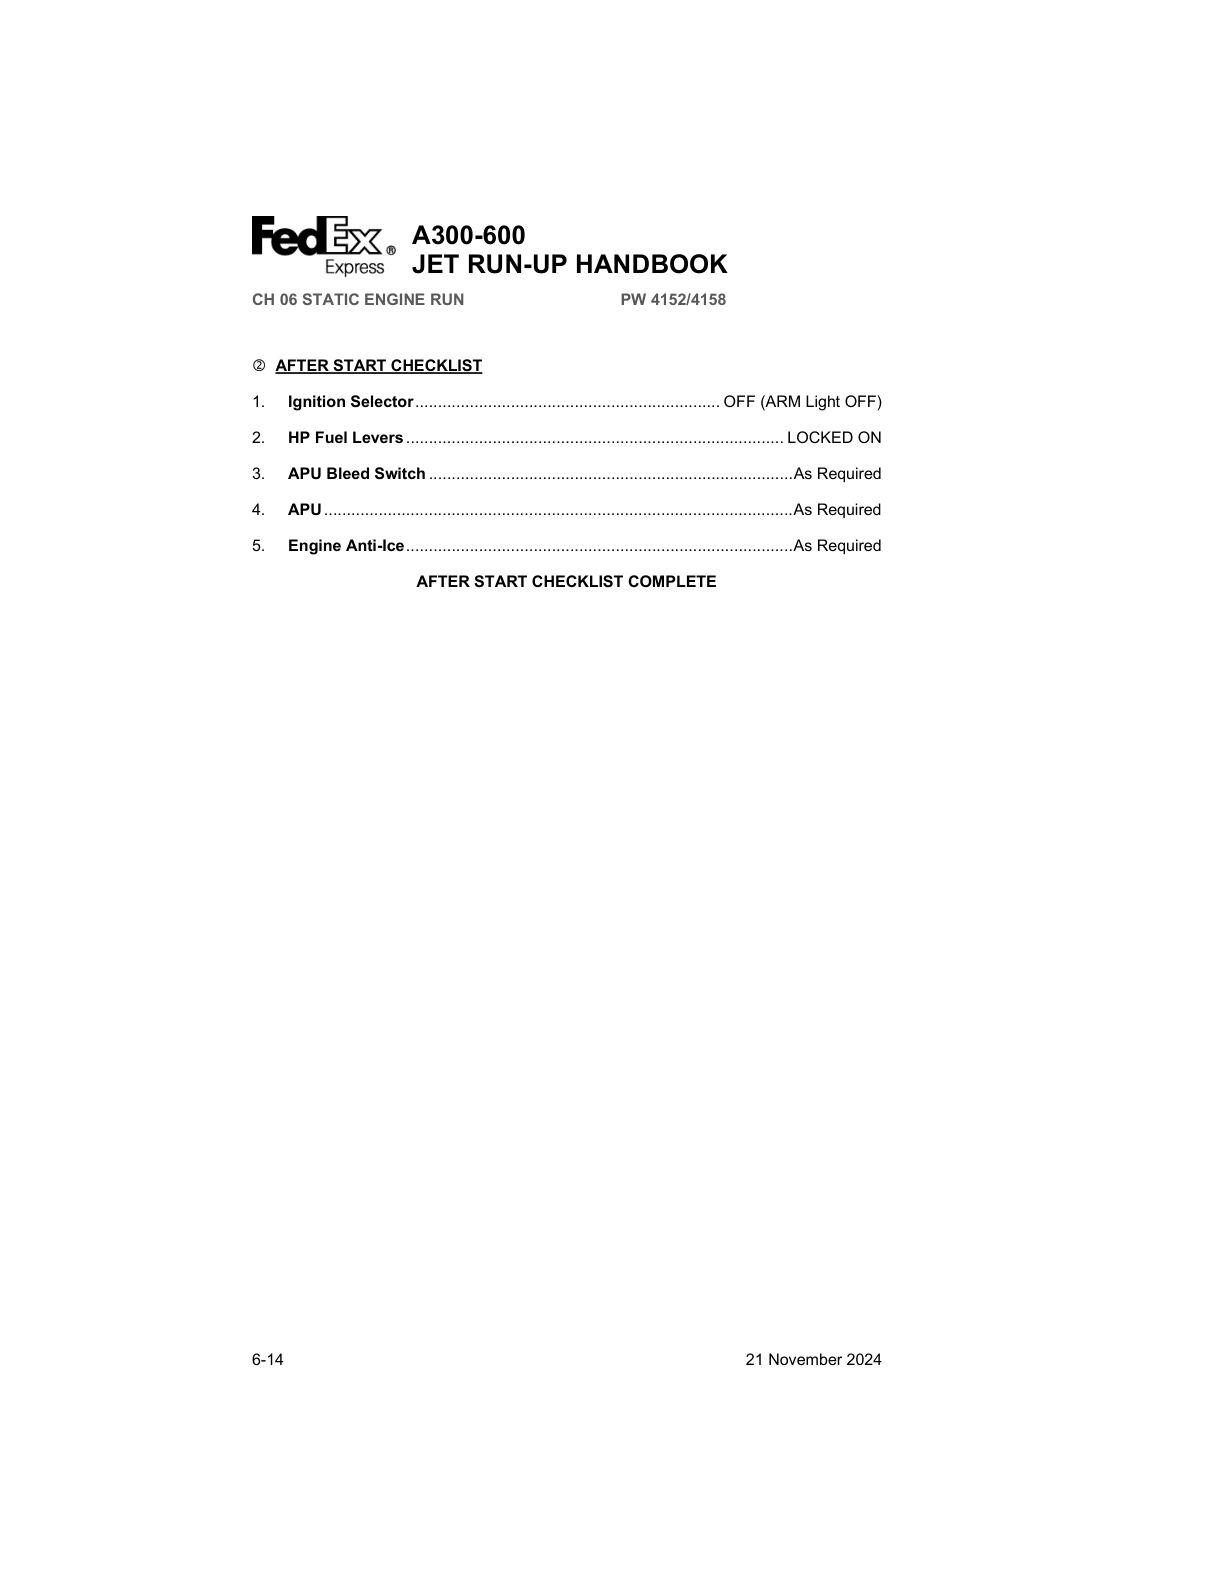 FedEx® A300-600
Express JET RUN-UP HANDBOOK
CH 06 STATIC ENGINE RUN PW 4152/4158
② AFTER START CHECKLIST
1. Ignition Selector.................................................................... OFF (ARM Light OFF)
2. HP Fuel Levers.................................................................................... LOCKED ON
3. APU Bleed Switch.................................................................................As Required
4. APU........................................................................................................As Required
5. Engine Anti-Ice......................................................................................As Required
AFTER START CHECKLIST COMPLETE
6-14 21 November 2024